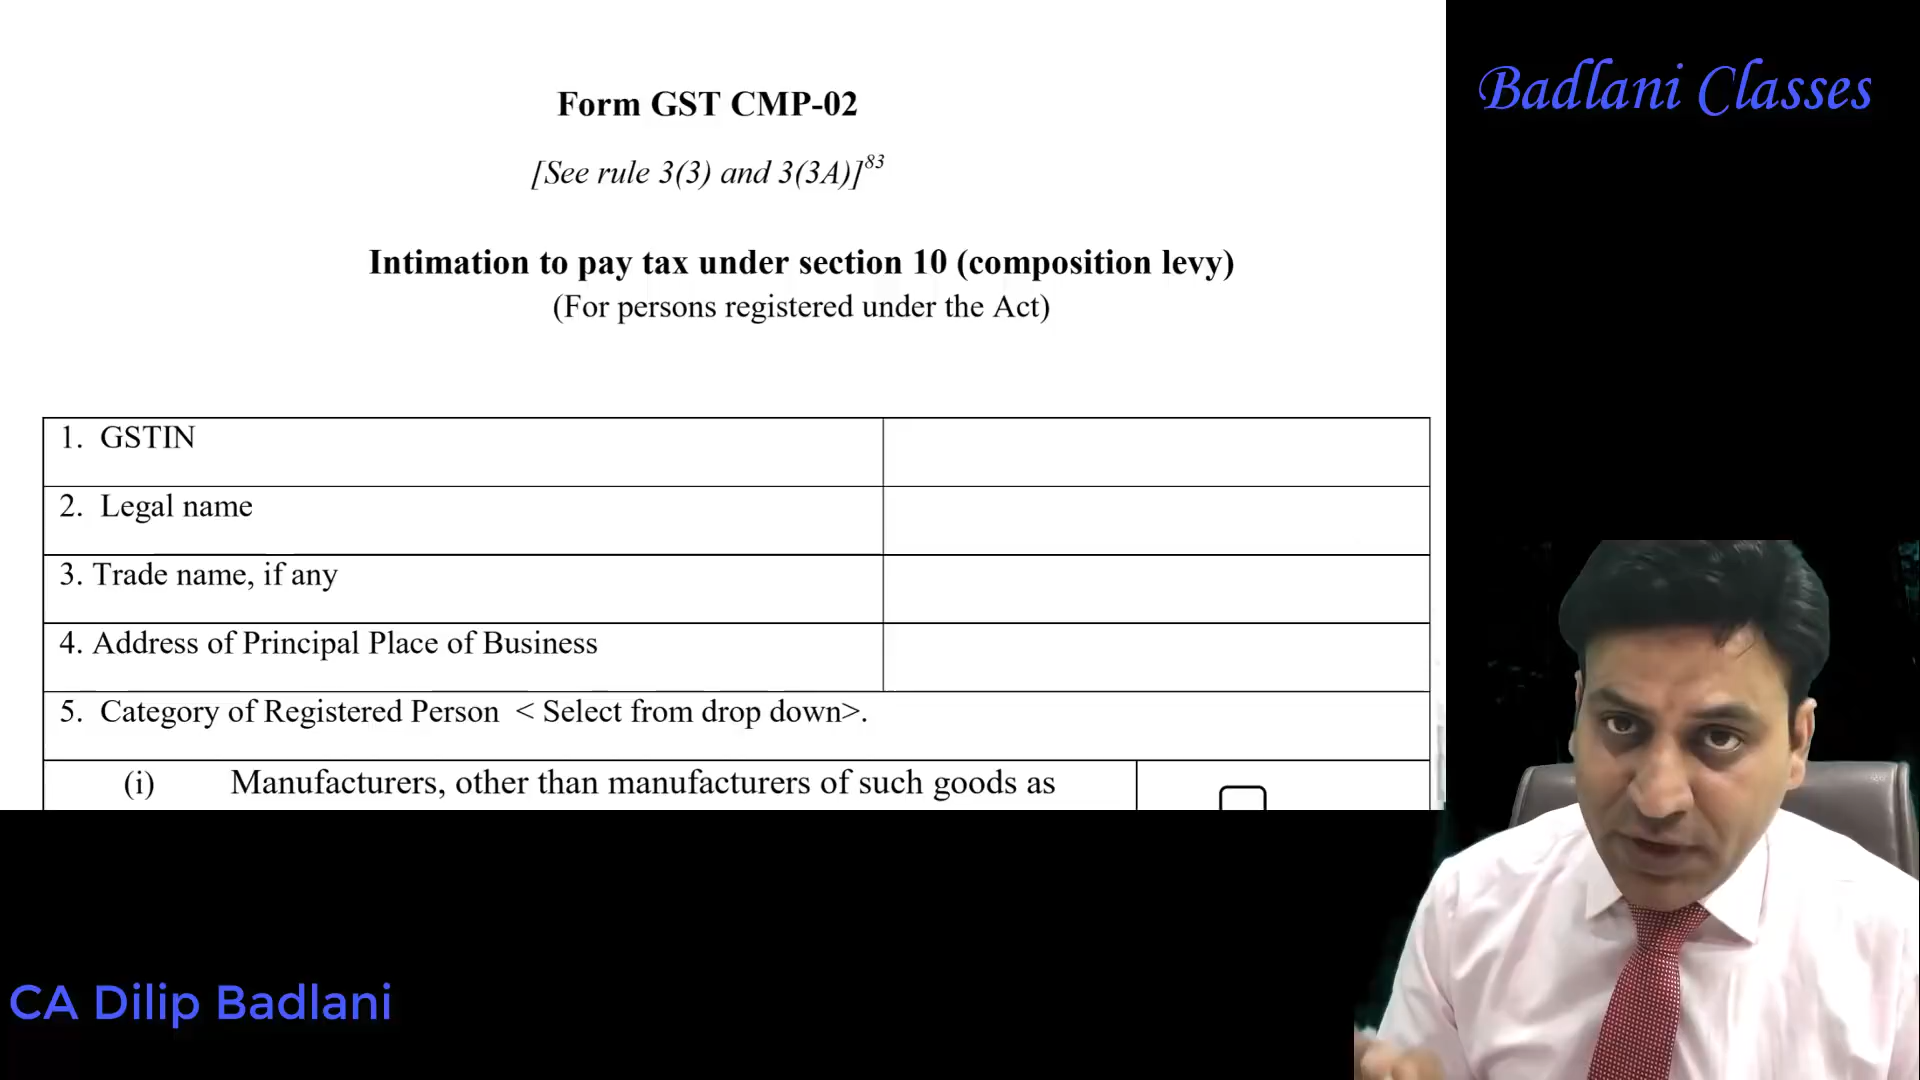 Form GST CMP-02
[See rule 3(3) and 3(3A)]83
Intimation to pay tax under section 10 (composition levy)
(For persons registered under the Act)
1. GSTIN
2. Legal name
3. Trade name, if any
4. Address of Principal Place of Business
5. Category of Registered Person < Select from drop down>.
(i) Manufacturers, other than manufacturers of such goods as
Badlani Classes
CA Dilip Badlani